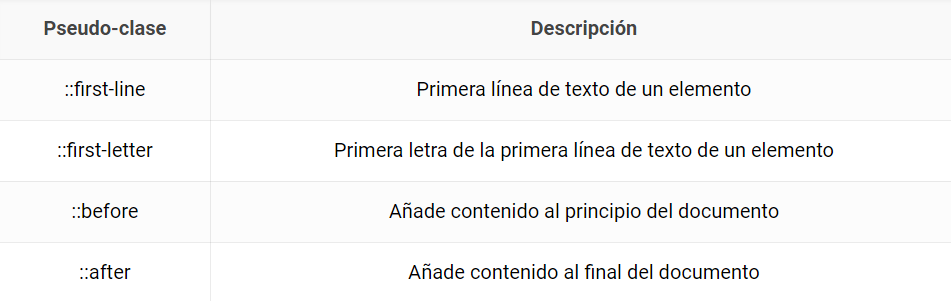 Pseudo-clase Descripción
::first-line Primera línea de texto de un elemento
::first-letter Primera letra de la primera línea de texto de un elemento
::before Añade contenido al principio del documento
::after Añade contenido al final del documento